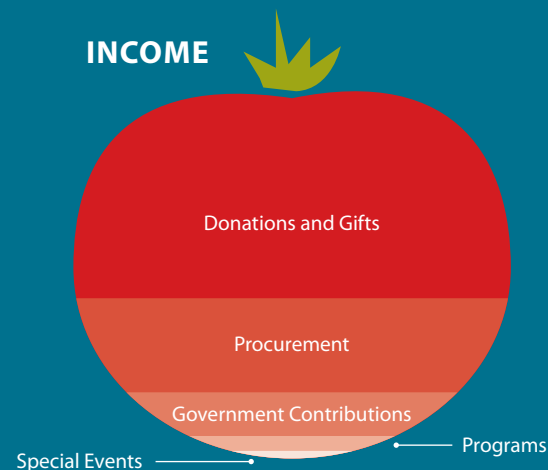 INCOME
Donations and Gifts
Procurement
Government Contributions
Programs
Special Events